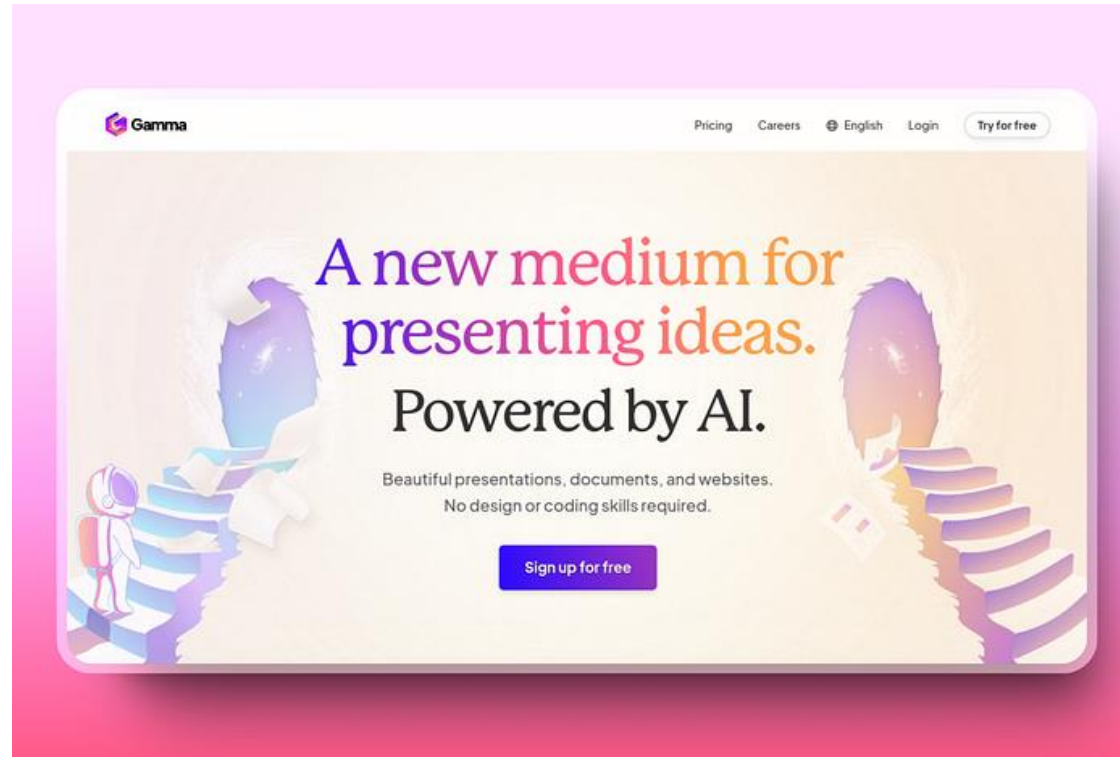 Gamma
Pricing Careers English Login Try for free
A new medium for
presenting ideas.
Powered by AI.
Beautiful presentations, documents, and websites.
No design or coding skills required.
Sign up for free